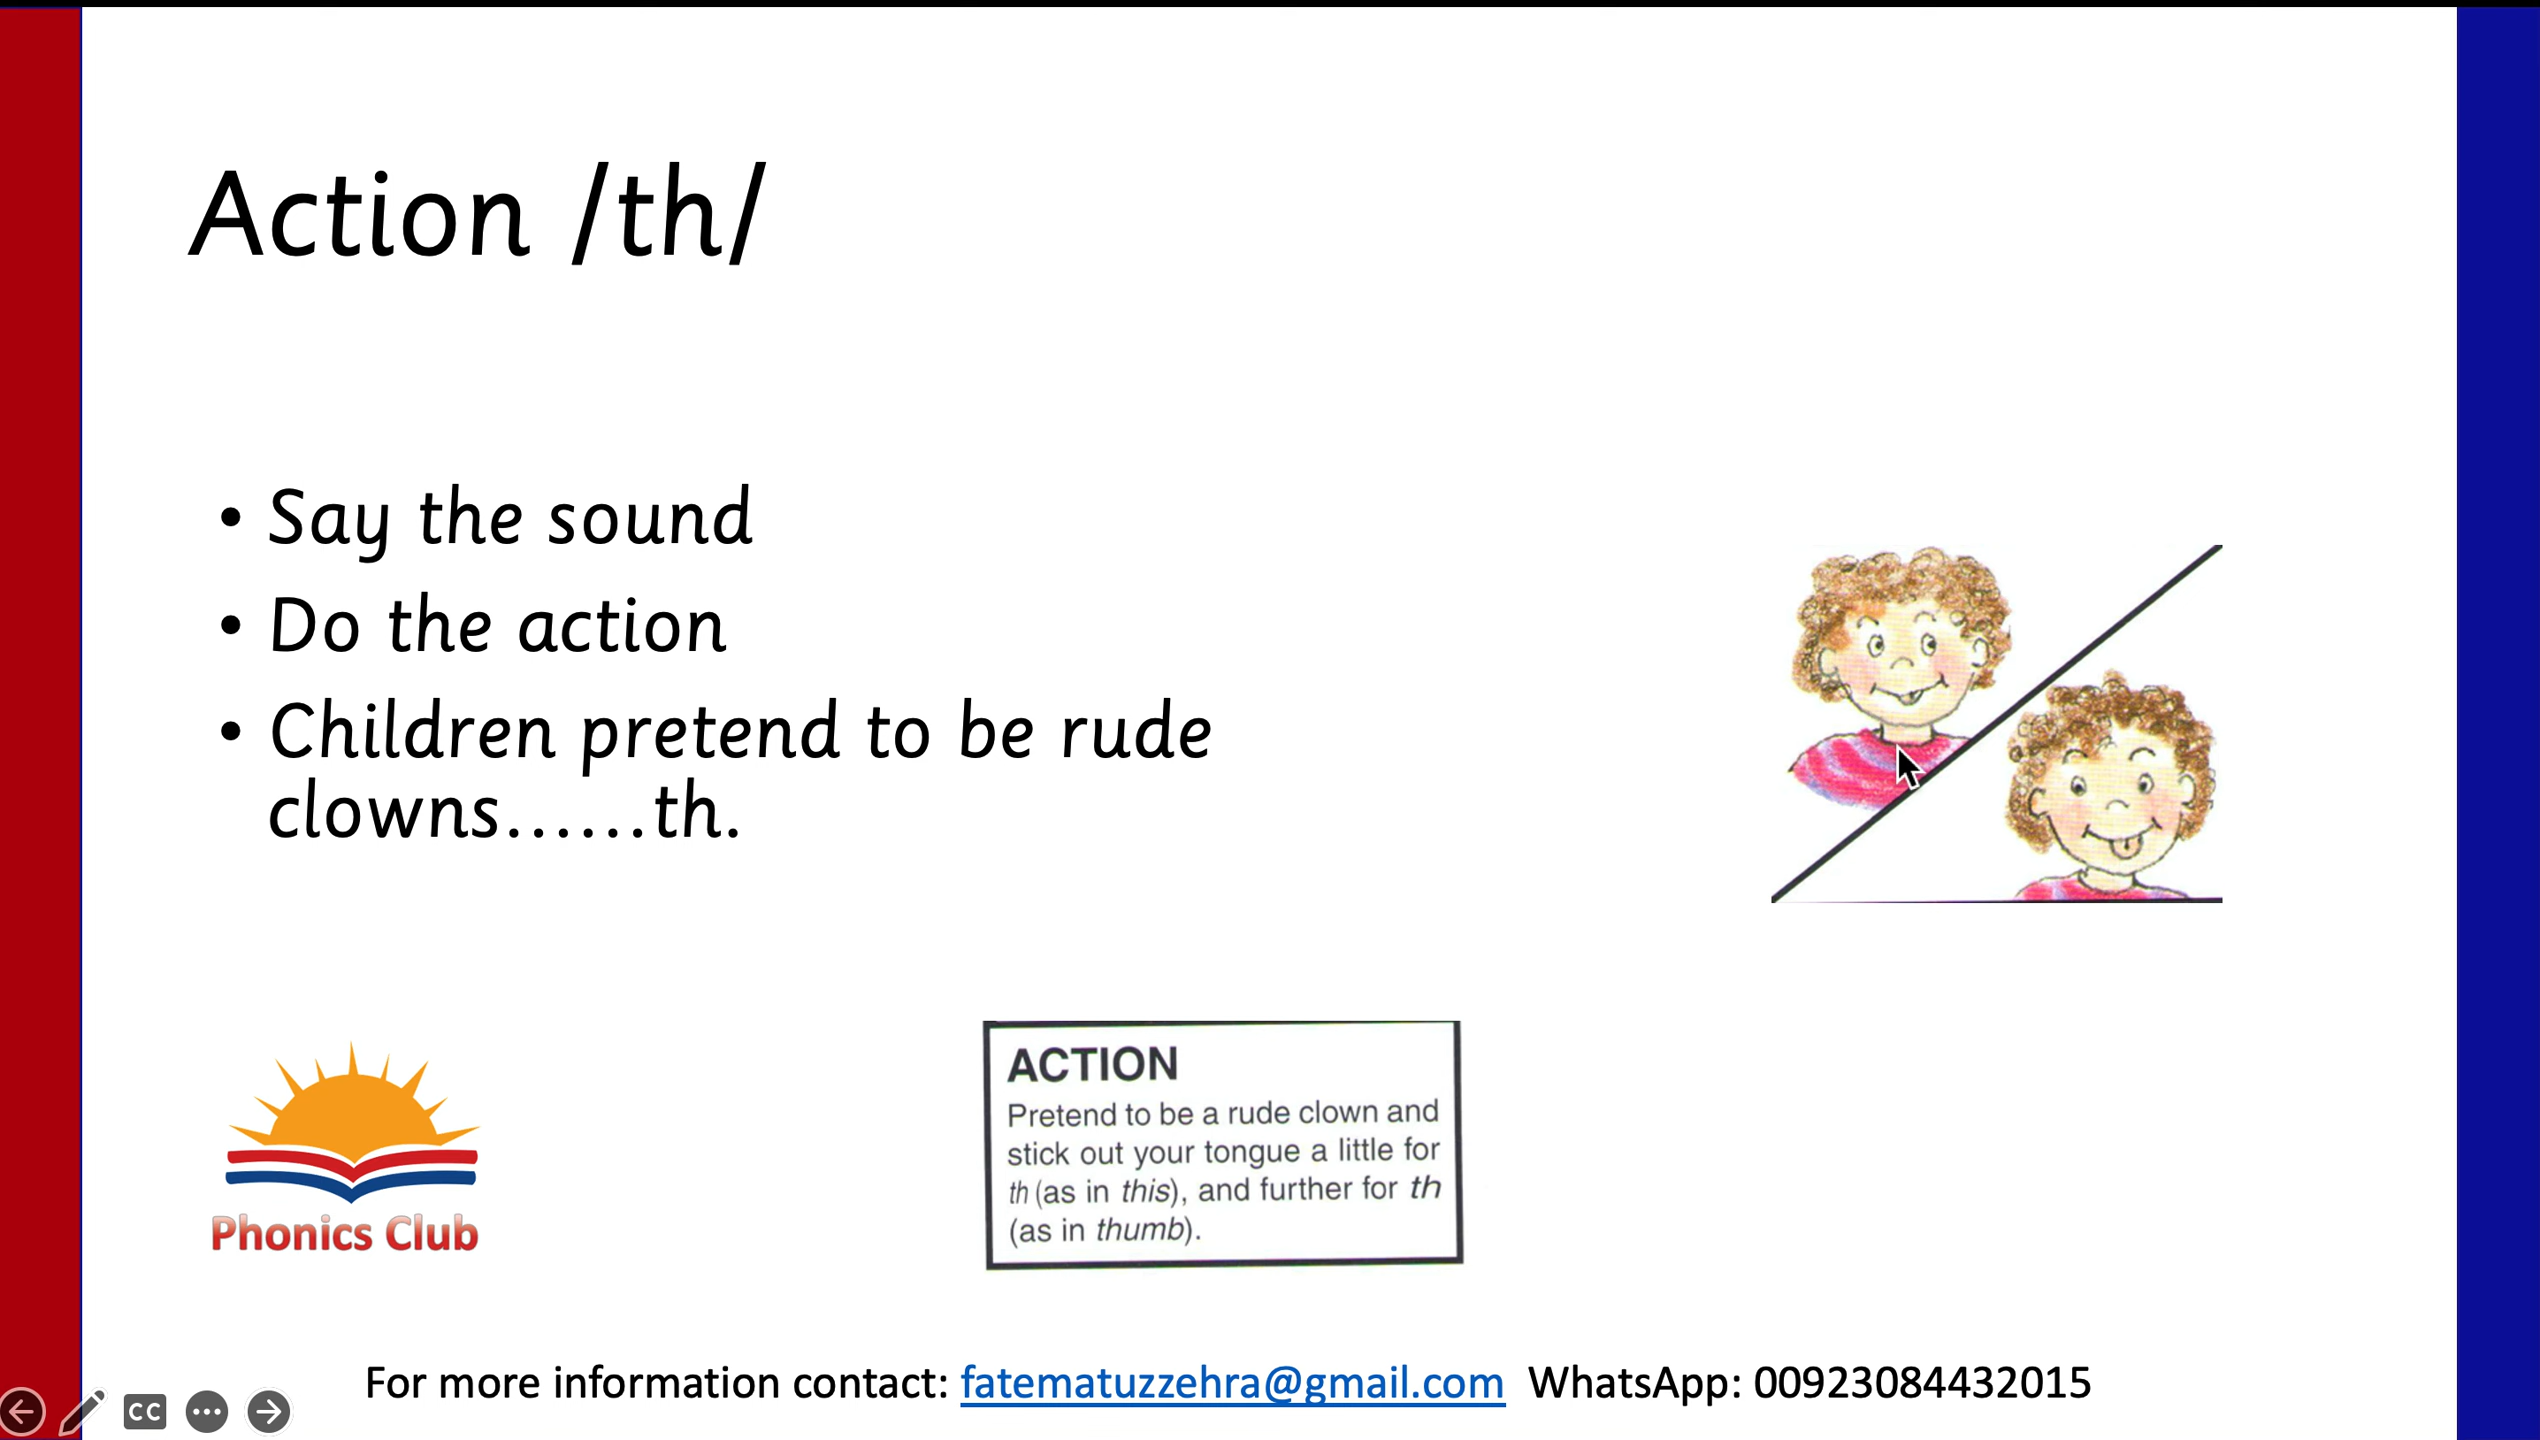 Action /th/
• Say the sound
• Do the action
• Children pretend to be rude
clowns......th.
ACTION
Pretend to be a rude clown and
stick out your tongue a little for
th (as in this), and further for th
(as in thumb).
Phonics Club
For more information contact: fatematuzzehra@gmail.com WhatsApp: 00923084432015
CC